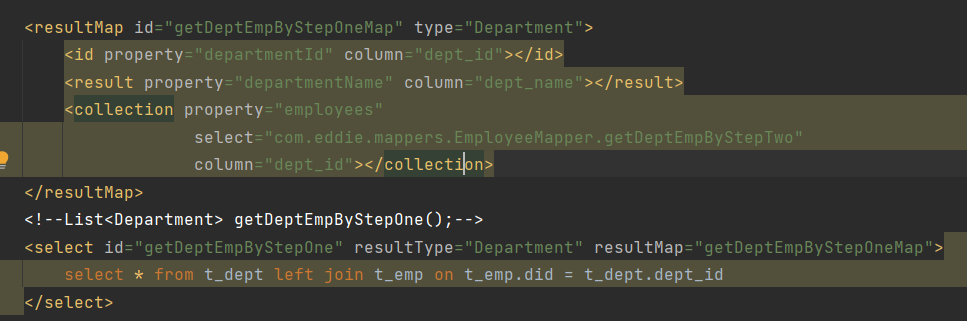 <resultMap id="getDeptEmpByStepOneMap" type="Department">
<id property="departmentId" column="dept_id"></id>
<result property="departmentName" column="dept_name"></result>
<collection property="employees"
select="com.eddie.mappers.EmployeeMapper.getDeptEmpByStepTwo"
column="dept_id"></collection>
</resultMap>
<!--List<Department> getDeptEmpByStepOne();-->
<select id="getDeptEmpByStepOne" resultType="Department" resultMap="getDeptEmpByStepOneMap">
select * from t_dept left join t_emp on t_emp.did = t_dept.dept_id
</select>